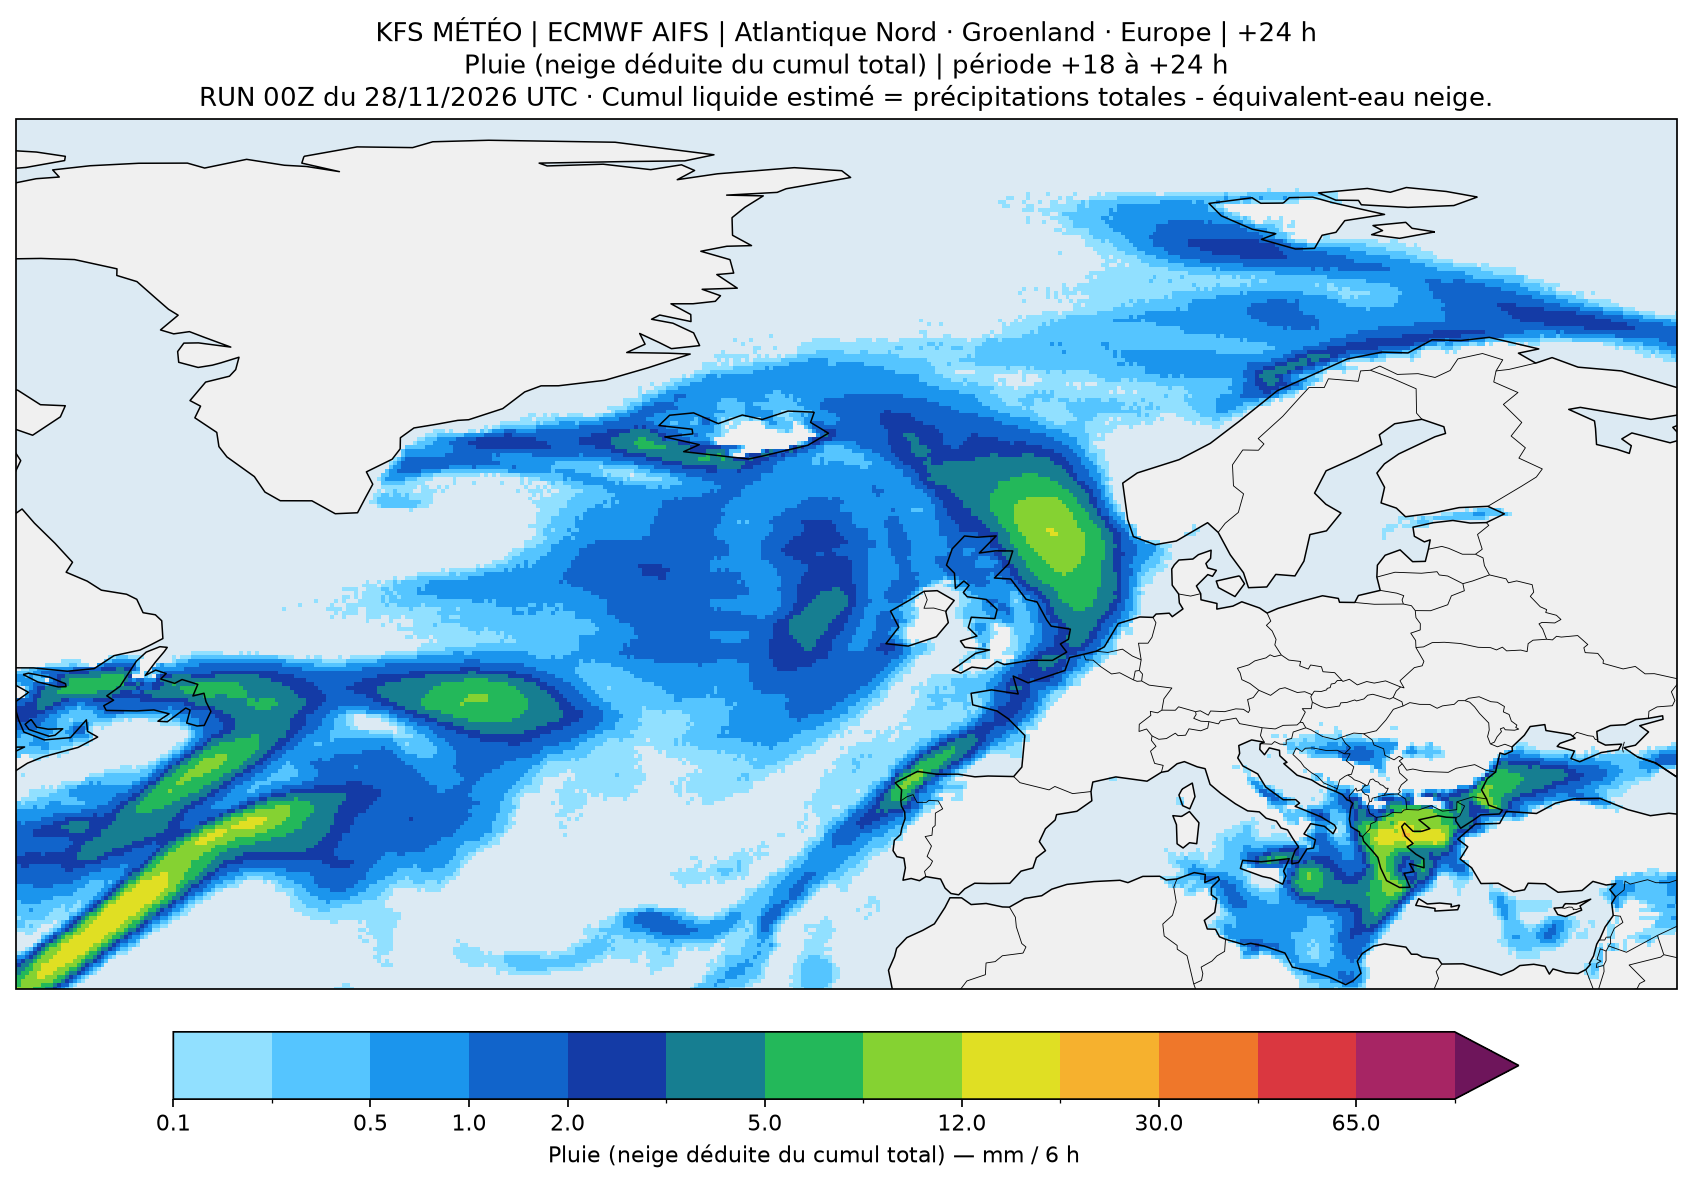 KFS MÉTÉO | ECMWF AIFS | Atlantique Nord · Groenland · Europe | +24 h
Pluie (neige déduite du cumul total) | période +18 à +24 h
RUN 00Z du 28/11/2026 UTC · Cumul liquide estimé = précipitations totales - équivalent-eau neige.
0.1 0.5 1.0 2.0 5.0 12.0 30.0 65.0
Pluie (neige déduite du cumul total) — mm / 6 h